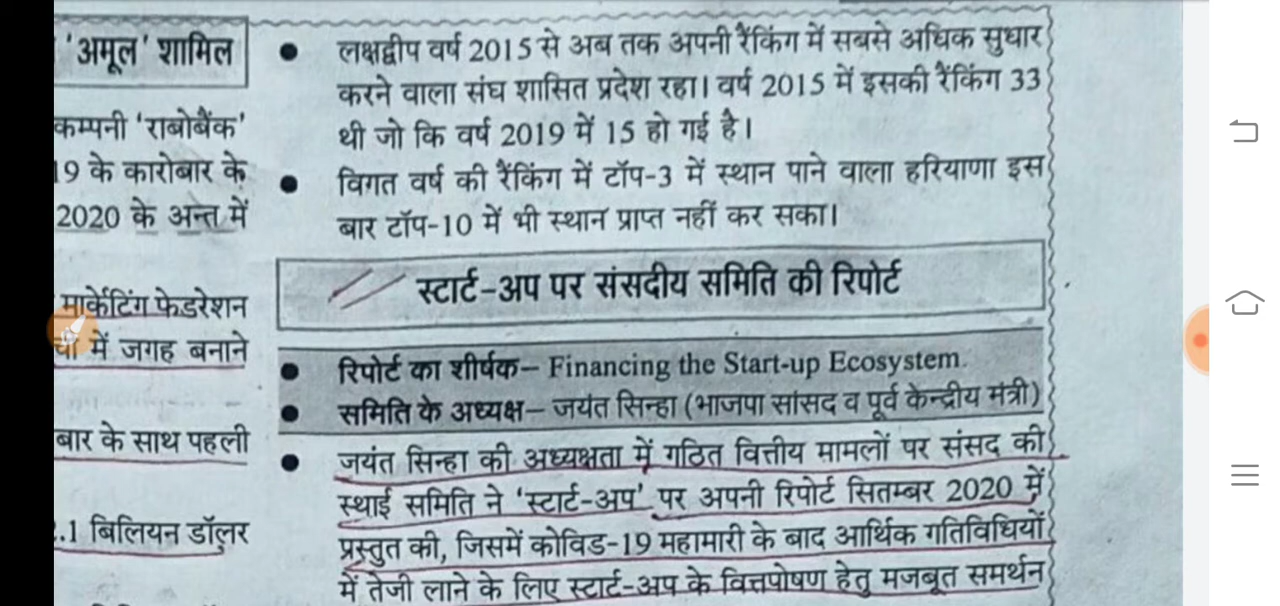 'अमूल' शामिल
कम्पनी 'राबोबैंक'
19 के कारोबार के
2020 के अन्त में
मार्केटिंग फेडरेशन
में जगह बनाने
बार के साथ पहली
.1 बिलियन डॉलर
● लक्षद्वीप वर्ष 2015 से अब तक अपनी रैंकिंग में सबसे अधिक सुधार
करने वाला संघ शासित प्रदेश रहा। वर्ष 2015 में इसकी रैंकिंग 33
थी जो कि वर्ष 2019 में 15 हो गई है।
● विगत वर्ष की रैंकिंग में टॉप-3 में स्थान पाने वाला हरियाणा इस
बार टॉप-10 में भी स्थान प्राप्त नहीं कर सका।
स्टार्ट-अप पर संसदीय समिति की रिपोर्ट
● रिपोर्ट का शीर्षक– Financing the Start-up Ecosystem.
● समिति के अध्यक्ष– जयंत सिन्हा (भाजपा सांसद व पूर्व केन्द्रीय मंत्री)
● जयंत सिन्हा की अध्यक्षता में गठित वित्तीय मामलों पर संसद की
स्थाई समिति ने 'स्टार्ट-अप' पर अपनी रिपोर्ट सितम्बर 2020 में
प्रस्तुत की, जिसमें कोविड-19 महामारी के बाद आर्थिक गतिविधियों
में तेजी लाने के लिए स्टार्ट-अप के वित्तपोषण हेतु मजबूत समर्थन